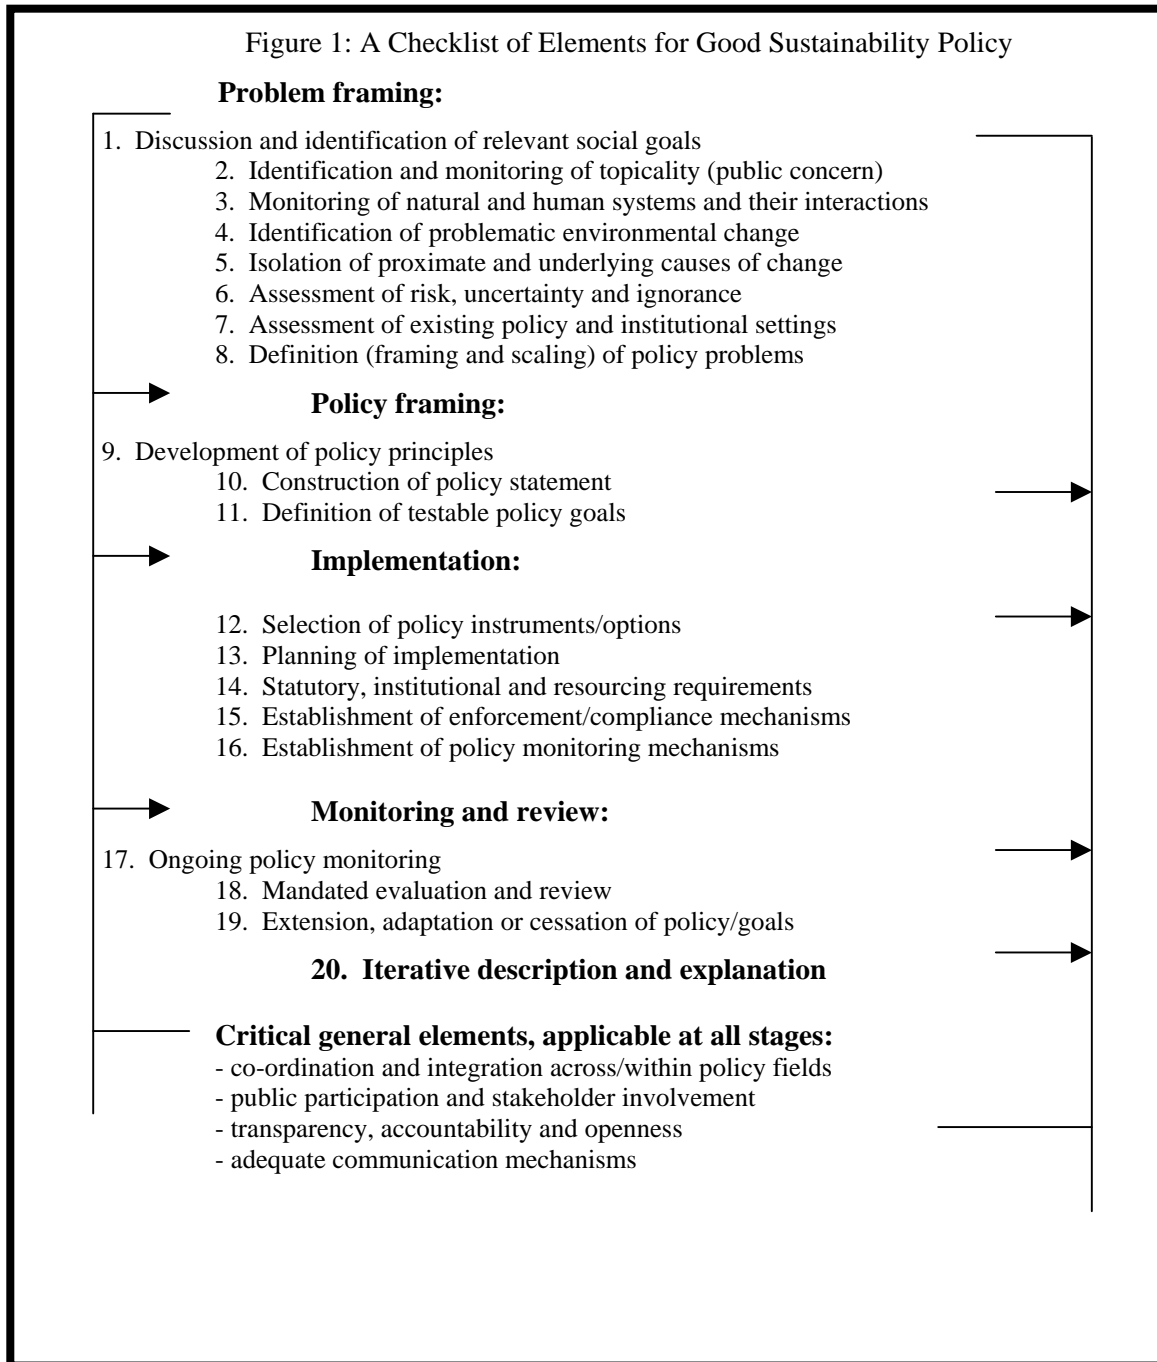 Figure 1: A Checklist of Elements for Good Sustainability Policy
Problem framing:
1. Discussion and identification of relevant social goals
2. Identification and monitoring of topicality (public concern)
3. Monitoring of natural and human systems and their interactions
4. Identification of problematic environmental change
5. Isolation of proximate and underlying causes of change
6. Assessment of risk, uncertainty and ignorance
7. Assessment of existing policy and institutional settings
8. Definition (framing and scaling) of policy problems
Policy framing:
9. Development of policy principles
10. Construction of policy statement
11. Definition of testable policy goals
Implementation:
12. Selection of policy instruments/options
13. Planning of implementation
14. Statutory, institutional and resourcing requirements
15. Establishment of enforcement/compliance mechanisms
16. Establishment of policy monitoring mechanisms
Monitoring and review:
17. Ongoing policy monitoring
18. Mandated evaluation and review
19. Extension, adaptation or cessation of policy/goals
20. Iterative description and explanation
Critical general elements, applicable at all stages:
- co-ordination and integration across/within policy fields
- public participation and stakeholder involvement
- transparency, accountability and openness
- adequate communication mechanisms